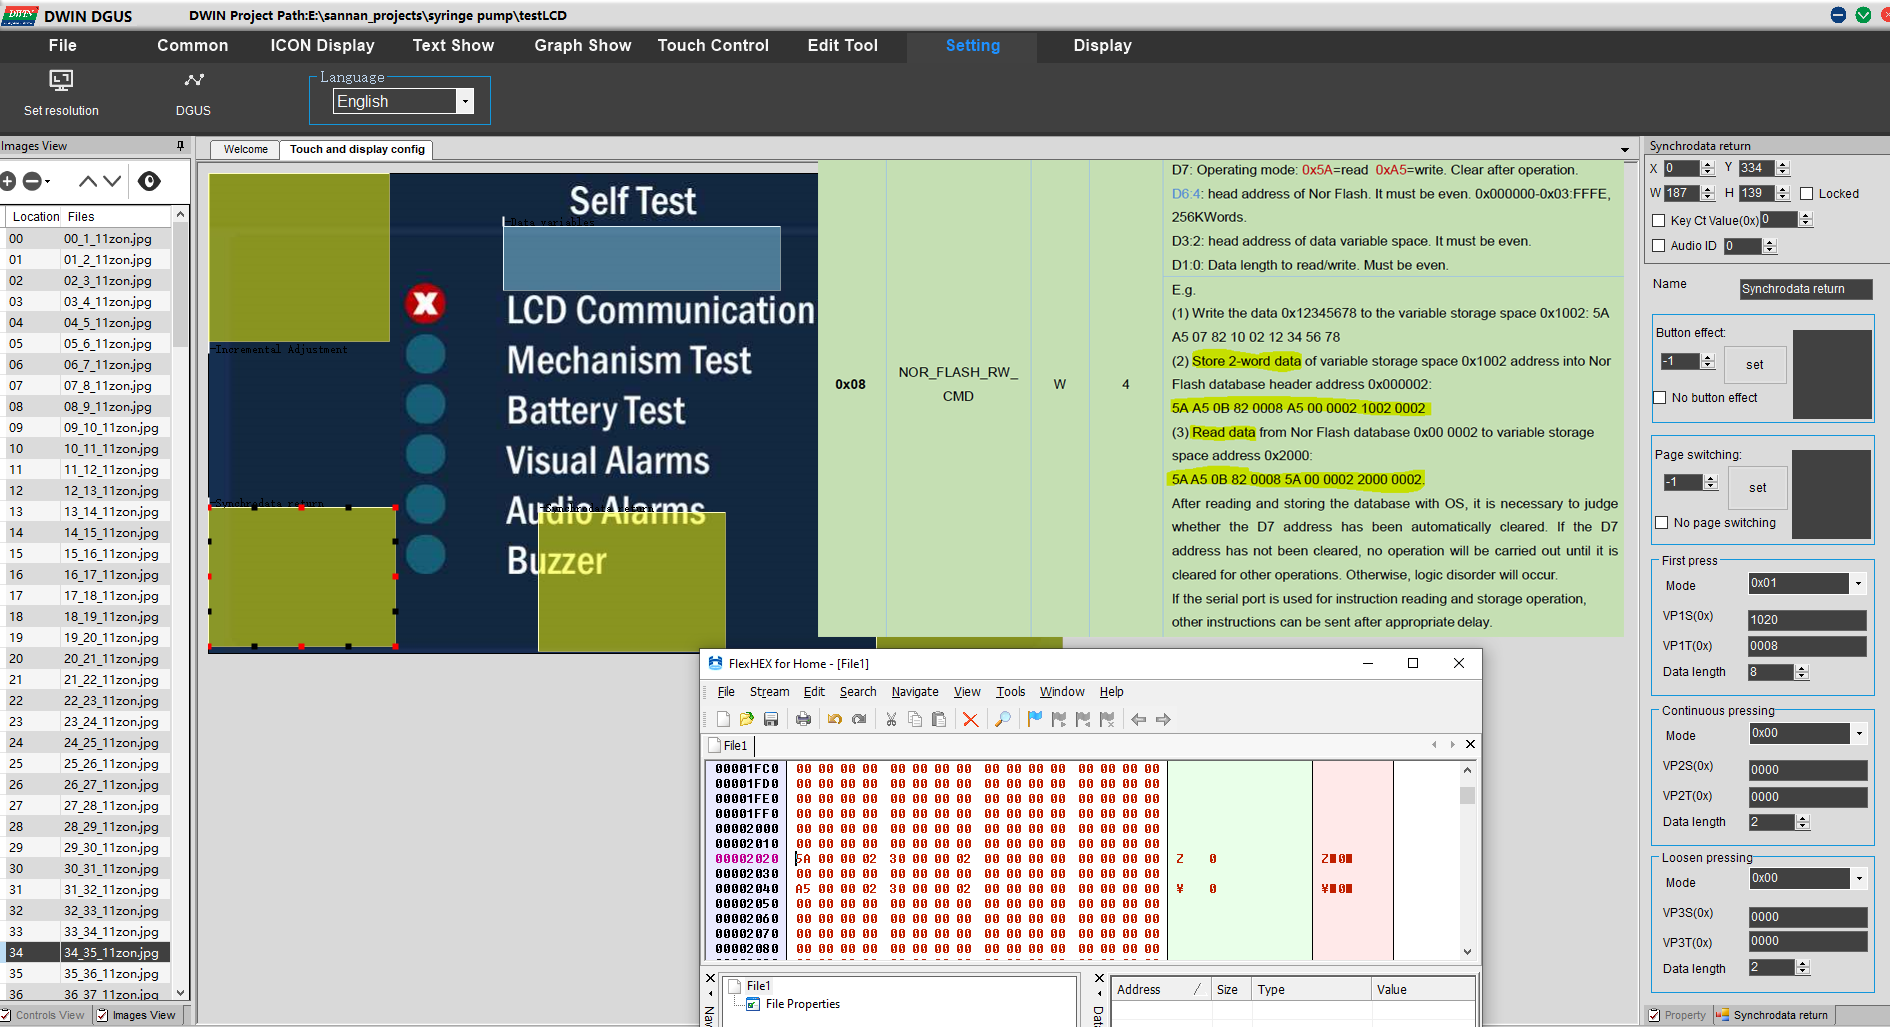 DWIN DWIN DGUS DWIN Project Path:E:\sannan_projects\syringe pump\testLCD
File Common ICON Display Text Show Graph Show Touch Control Edit Tool Setting Display
Set resolution
DGUS
Language
English
Images View
Welcome
Touch and display config
Location Files
00 00_1_11zon.jpg
01 01_2_11zon.jpg
02 02_3_11zon.jpg
03 03_4_11zon.jpg
04 04_5_11zon.jpg
05 05_6_11zon.jpg
06 06_7_11zon.jpg
07 07_8_11zon.jpg
08 08_9_11zon.jpg
09 09_10_11zon.jpg
10 10_11_11zon.jpg
11 11_12_11zon.jpg
12 12_13_11zon.jpg
13 13_14_11zon.jpg
14 14_15_11zon.jpg
15 15_16_11zon.jpg
16 16_17_11zon.jpg
17 17_18_11zon.jpg
18 18_19_11zon.jpg
19 19_20_11zon.jpg
20 20_21_11zon.jpg
21 21_22_11zon.jpg
22 22_23_11zon.jpg
23 23_24_11zon.jpg
24 24_25_11zon.jpg
25 25_26_11zon.jpg
26 26_27_11zon.jpg
27 27_28_11zon.jpg
28 28_29_11zon.jpg
29 29_30_11zon.jpg
30 30_31_11zon.jpg
31 31_32_11zon.jpg
32 32_33_11zon.jpg
33 33_34_11zon.jpg
34 34_35_11zon.jpg
35 35_36_11zon.jpg
36 36_37_11zon.jpg
Controls View Images View
Self Test
Data variables
X
LCD Communication
Incremental Adjustment
Mechanism Test
Battery Test
Visual Alarms
Synchrodata return
Audio Alarms
Synchrodata return
Buzzer
0x08
NOR_FLASH_RW_
CMD
W
4
D7: Operating mode: 0x5A=read 0xA5=write. Clear after operation.
D6:4: head address of Nor Flash. It must be even. 0x000000-0x03:FFFE,
256KWords.
D3:2: head address of data variable space. It must be even.
D1:0: Data length to read/write. Must be even.
E.g.
(1) Write the data 0x12345678 to the variable storage space 0x1002: 5A
A5 07 82 10 02 12 34 56 78
(2) Store 2-word data of variable storage space 0x1002 address into Nor
Flash database header address 0x000002:
5A A5 0B 82 0008 A5 00 0002 1002 0002
(3) Read data from Nor Flash database 0x00 0002 to variable storage
space address 0x2000:
5A A5 0B 82 0008 5A 00 0002 2000 0002.
After reading and storing the database with OS, it is necessary to judge
whether the D7 address has been automatically cleared. If the D7
address has not been cleared, no operation will be carried out until it is
cleared for other operations. Otherwise, logic disorder will occur.
If the serial port is used for instruction reading and storage operation,
other instructions can be sent after appropriate delay.
FlexHEX for Home - [File1]
File Stream Edit Search Navigate View Tools Window Help
File1
00001FC0 00 00 00 00 00 00 00 00 00 00 00 00 00 00 00 00
00001FD0 00 00 00 00 00 00 00 00 00 00 00 00 00 00 00 00
00001FE0 00 00 00 00 00 00 00 00 00 00 00 00 00 00 00 00
00001FF0 00 00 00 00 00 00 00 00 00 00 00 00 00 00 00 00
00002000 00 00 00 00 00 00 00 00 00 00 00 00 00 00 00 00
00002010 00 00 00 00 00 00 00 00 00 00 00 00 00 00 00 00
00002020 5A 00 00 02 30 00 00 02 00 00 00 00 00 00 00 00 Z 0 Z■0■
00002030 00 00 00 00 00 00 00 00 00 00 00 00 00 00 00 00
00002040 A5 00 00 02 30 00 00 02 00 00 00 00 00 00 00 00 ¥ 0 ¥■0■
00002050 00 00 00 00 00 00 00 00 00 00 00 00 00 00 00 00
00002060 00 00 00 00 00 00 00 00 00 00 00 00 00 00 00 00
00002070 00 00 00 00 00 00 00 00 00 00 00 00 00 00 00 00
00002080 00 00 00 00 00 00 00 00 00 00 00 00 00 00 00 00
File1
File Properties
Address Size Type Value
Synchrodata return
X 0 Y 334
W 187 H 139 Locked
Key Ct Value(0x) 0
Audio ID 0
Name Synchrodata return
Button effect:
-1 set
No button effect
Page switching:
-1 set
No page switching
First press
Mode 0x01
VP1S(0x) 1020
VP1T(0x) 0008
Data length 8
Continuous pressing
Mode 0x00
VP2S(0x) 0000
VP2T(0x) 0000
Data length 2
Loosen pressing
Mode 0x00
VP3S(0x) 0000
VP3T(0x) 0000
Data length 2
Property Synchrodata return